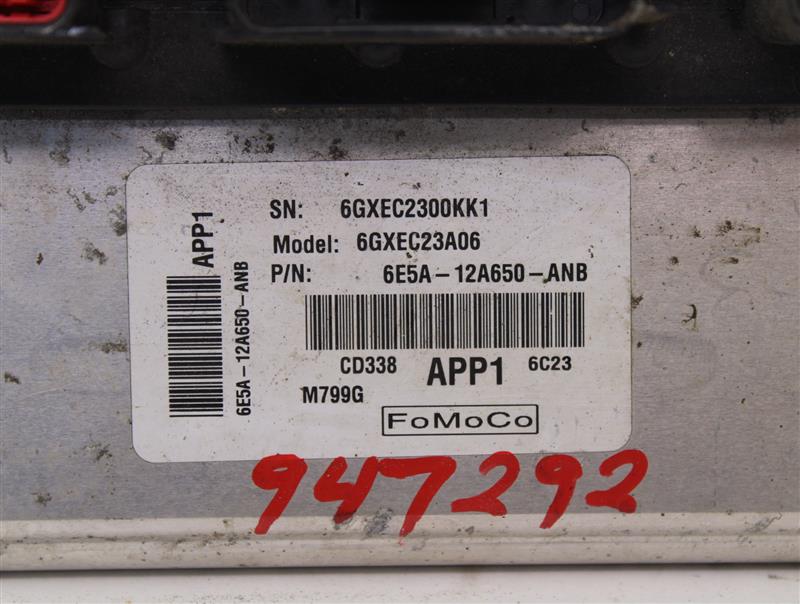 SN: 6GXEC2300KK1
Model: 6GXEC23A06
P/N: 6E5A-12A650-ANB
CD338 APP1 6C23
M799G
FoMoCo
APP1
6E5A-12A650-ANB
947292